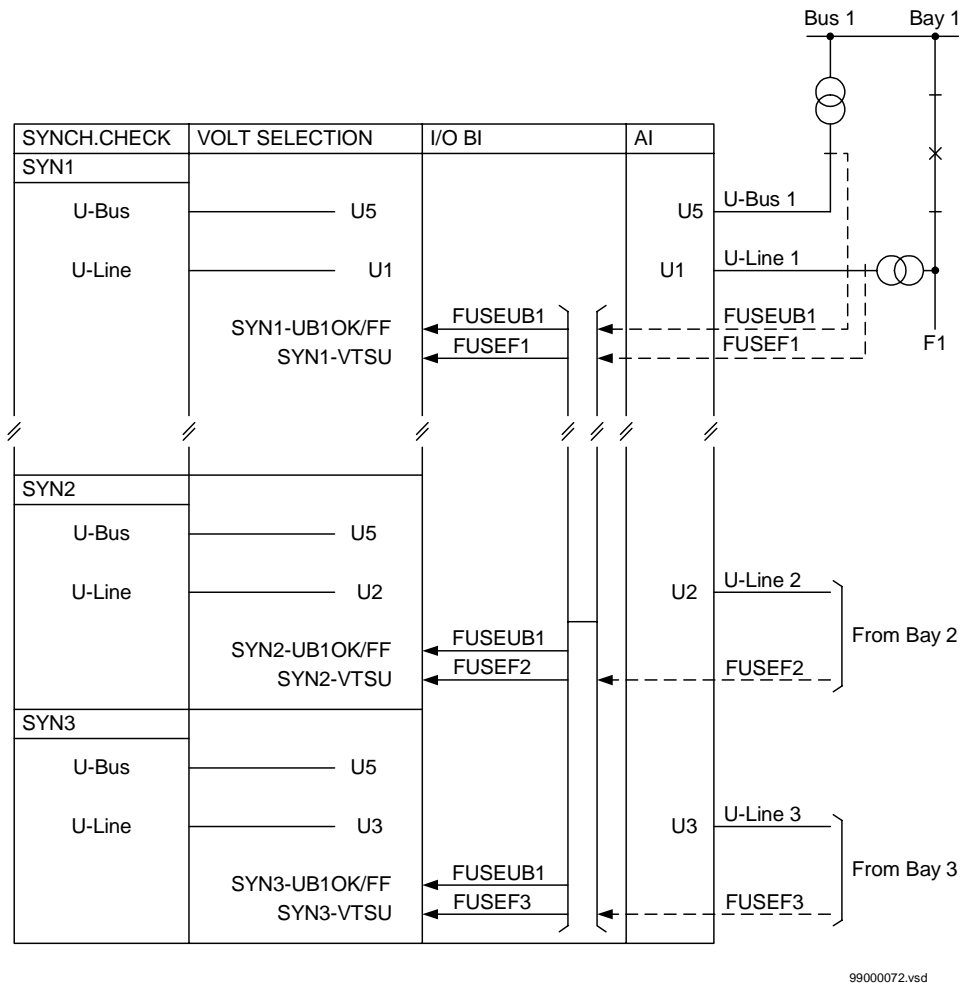 Bus 1 Bay 1
SYNCH.CHECK VOLT SELECTION I/O BI AI
SYN1
U-Bus U5 U5 U-Bus 1
U-Line U1 U1 U-Line 1
SYN1-UB1OK/FF FUSEUB1 FUSEUB1
SYN1-VTSU FUSEF1 FUSEF1 F1
SYN2
U-Bus U5
U-Line U2 U2 U-Line 2
SYN2-UB1OK/FF FUSEUB1 From Bay 2
SYN2-VTSU FUSEF2 FUSEF2
SYN3
U-Bus U5
U-Line U3 U3 U-Line 3
SYN3-UB1OK/FF FUSEUB1 From Bay 3
SYN3-VTSU FUSEF3 FUSEF3
99000072.vsd